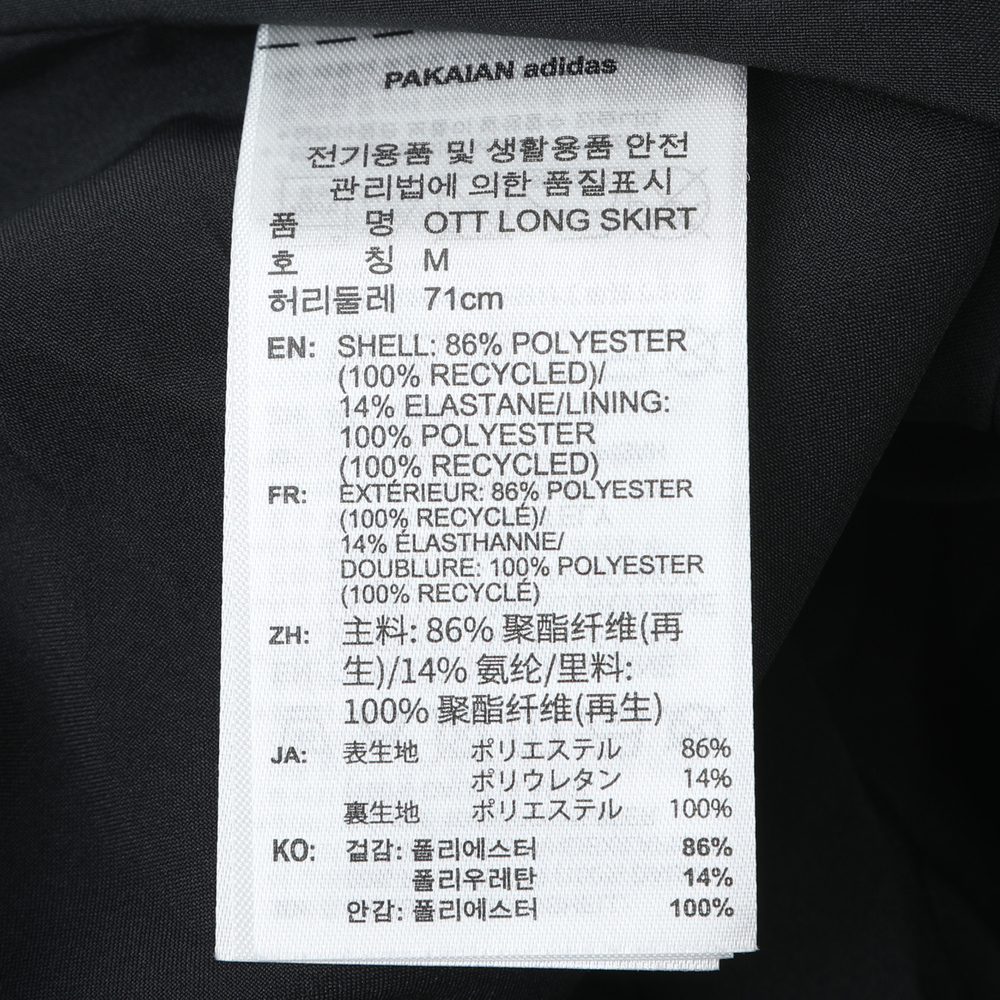 PAKAIAN adidas
전기용품 및 생활용품 안전
관리법에 의한 품질표시
품 명 OTT LONG SKIRT
호 칭 M
허리둘레 71cm
EN: SHELL: 86% POLYESTER
(100% RECYCLED)/
14% ELASTANE/LINING:
100% POLYESTER
(100% RECYCLED)
FR: EXTÉRIEUR: 86% POLYESTER
(100% RECYCLÉ)/
14% ÉLASTHANNE/
DOUBLURE: 100% POLYESTER
(100% RECYCLÉ)
ZH: 主料: 86% 聚酯纤维(再
生)/14% 氨纶/里料:
100% 聚酯纤维(再生)
JA: 表生地 ポリエステル 86%
ポリウレタン 14%
裏生地 ポリエステル 100%
KO: 겉감: 폴리에스터 86%
폴리우레탄 14%
안감: 폴리에스터 100%